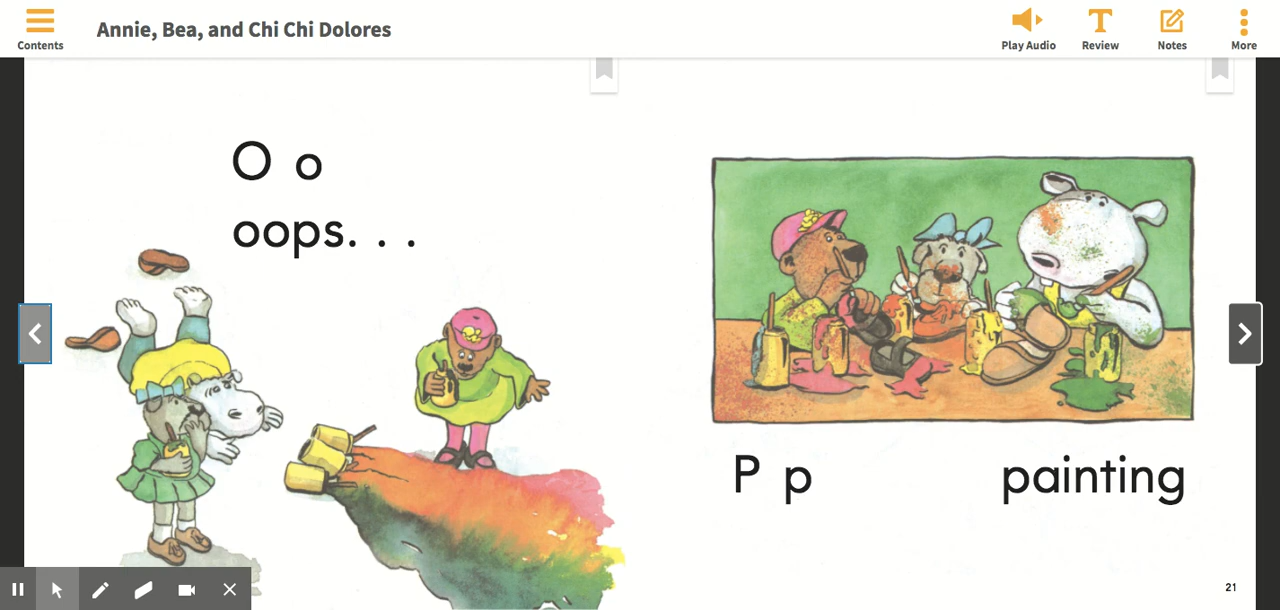 Contents
Annie, Bea, and Chi Chi Dolores
Play Audio
Review
Notes
More
O o
oops. . .
P p painting
21